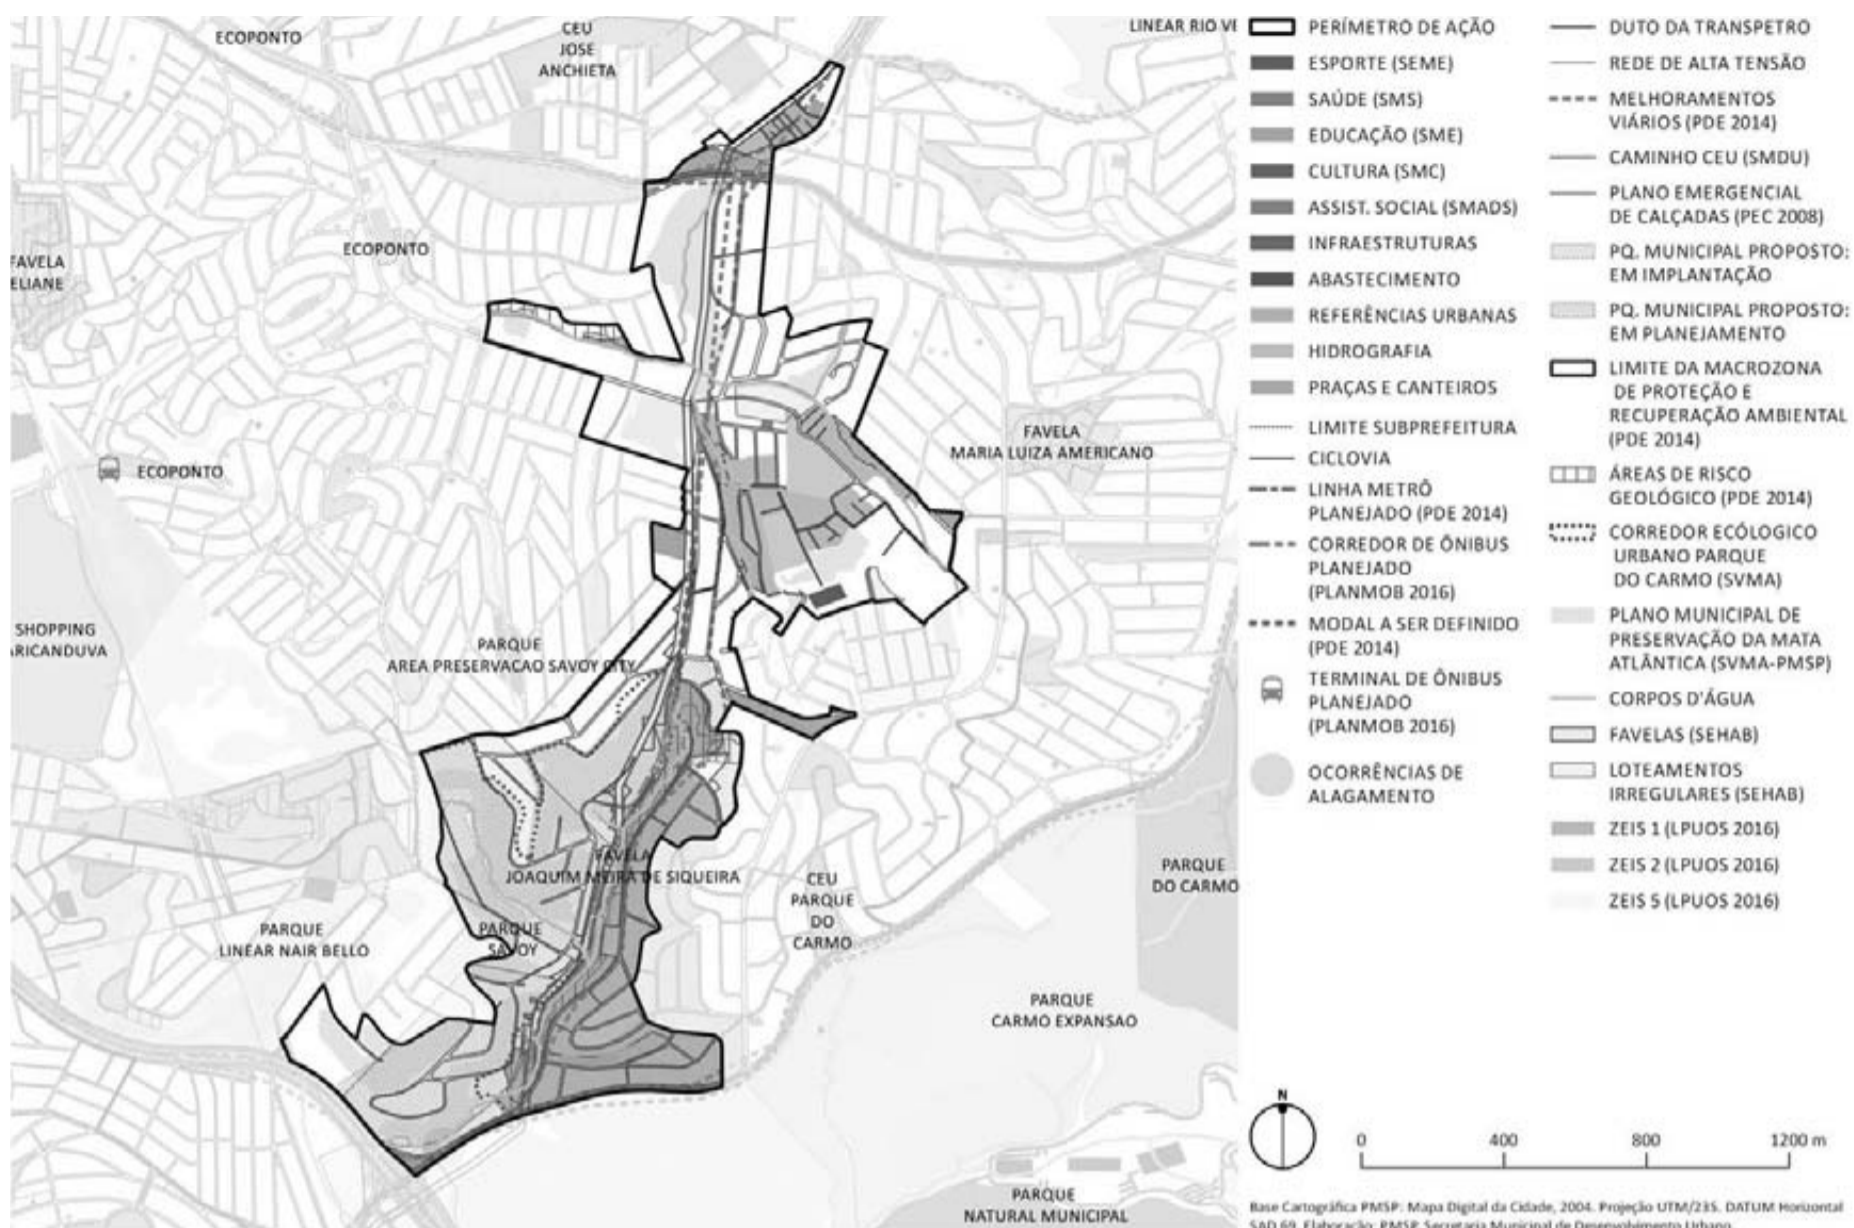 ECOPONTO
CEU
JOSE
ANCHIETA
LINEAR RIO VE
ECOPONTO
FAVELA
ELIANE
FAVELA
MARIA LUIZA AMERICANO
ECOPONTO
SHOPPING
ARICANDUVA
PARQUE
AREA PRESERVACAO SAVOY CITY
FAVELA
JOAQUIM MEIRA DE SIQUEIRA
CEU
PARQUE
DO
CARMO
PARQUE
DO CARMO
PARQUE
LINEAR NAIR BELLO
PARQUE
SAVOY
PARQUE
CARMO EXPANSAO
PARQUE
NATURAL MUNICIPAL
PERÍMETRO DE AÇÃO
ESPORTE (SEME)
SAÚDE (SMS)
EDUCAÇÃO (SME)
CULTURA (SMC)
ASSIST. SOCIAL (SMADS)
INFRAESTRUTURAS
ABASTECIMENTO
REFERÊNCIAS URBANAS
HIDROGRAFIA
PRAÇAS E CANTEIROS
LIMITE SUBPREFEITURA
CICLOVIA
LINHA METRÔ
PLANEJADO (PDE 2014)
CORREDOR DE ÔNIBUS
PLANEJADO
(PLANMOB 2016)
MODAL A SER DEFINIDO
(PDE 2014)
TERMINAL DE ÔNIBUS
PLANEJADO
(PLANMOB 2016)
OCORRÊNCIAS DE
ALAGAMENTO
DUTO DA TRANSPETRO
REDE DE ALTA TENSÃO
MELHORAMENTOS
VIÁRIOS (PDE 2014)
CAMINHO CEU (SMDU)
PLANO EMERGENCIAL
DE CALÇADAS (PEC 2008)
PQ. MUNICIPAL PROPOSTO:
EM IMPLANTAÇÃO
PQ. MUNICIPAL PROPOSTO:
EM PLANEJAMENTO
LIMITE DA MACROZONA
DE PROTEÇÃO E
RECUPERAÇÃO AMBIENTAL
(PDE 2014)
ÁREAS DE RISCO
GEOLÓGICO (PDE 2014)
CORREDOR ECÓLOGICO
URBANO PARQUE
DO CARMO (SVMA)
PLANO MUNICIPAL DE
PRESERVAÇÃO DA MATA
ATLÂNTICA (SVMA-PMSP)
CORPOS D'ÁGUA
FAVELAS (SEHAB)
LOTEAMENTOS
IRREGULARES (SEHAB)
ZEIS 1 (LPUOS 2016)
ZEIS 2 (LPUOS 2016)
ZEIS 5 (LPUOS 2016)
N
0 400 800 1200 m
Base Cartográfica PMSP: Mapa Digital da Cidade, 2004. Projeção UTM/23S. DATUM Horizontal
SAD 69. Elaboração: PMSP. Secretaria Municipal de Desenvolvimento Urbano